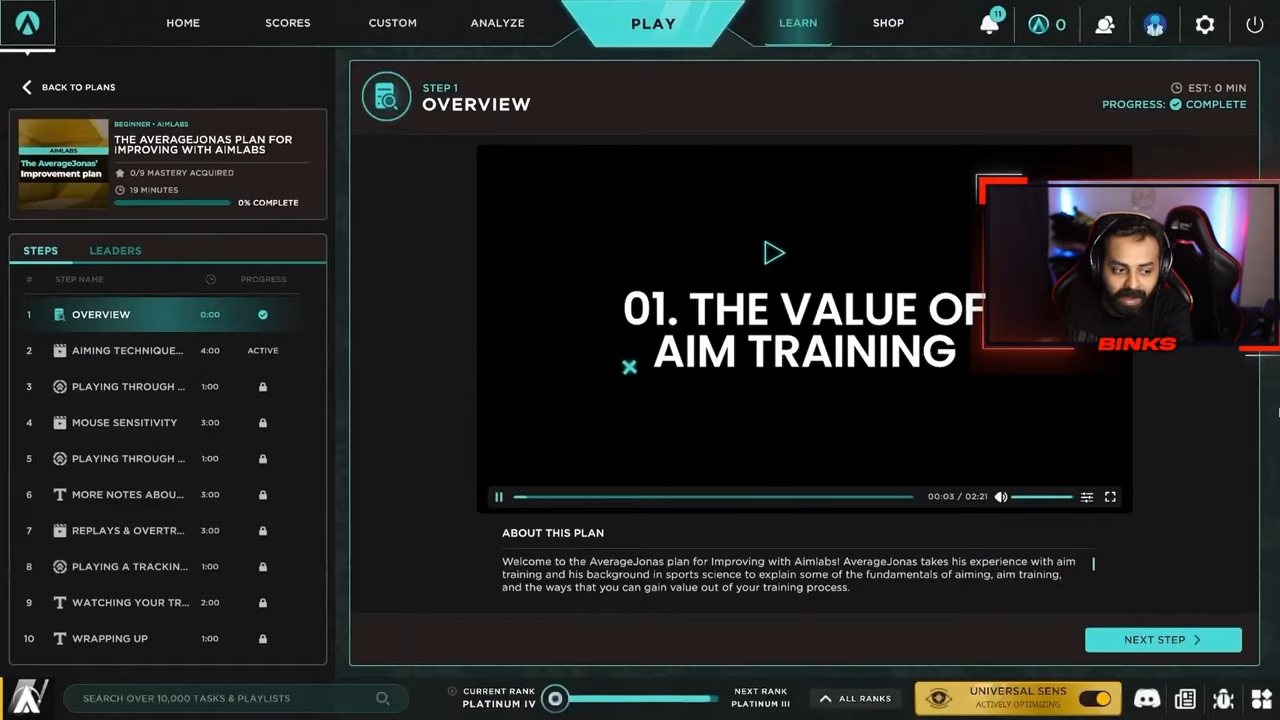 HOME
SCORES
CUSTOM
ANALYZE
PLAY
LEARN
SHOP
11
0
BACK TO PLANS
BEGINNER • AIMLABS
THE AVERAGEJONAS PLAN FOR
IMPROVING WITH AIMLABS
AIMLABS
The AverageJonas'
Improvement plan
0/9 MASTERY ACQUIRED
19 MINUTES
0% COMPLETE
STEPS
LEADERS
# STEP NAME PROGRESS
1 OVERVIEW 0:00
2 AIMING TECHNIQUE... 4:00 ACTIVE
3 PLAYING THROUGH ... 1:00
4 MOUSE SENSITIVITY 3:00
5 PLAYING THROUGH ... 1:00
6 MORE NOTES ABOU... 3:00
7 REPLAYS & OVERTR... 3:00
8 PLAYING A TRACKIN... 1:00
9 WATCHING YOUR TR... 2:00
10 WRAPPING UP 1:00
STEP 1
OVERVIEW
EST: 0 MIN
PROGRESS: COMPLETE
01. THE VALUE OF
AIM TRAINING
BINKS
00:03 / 02:21
ABOUT THIS PLAN
Welcome to the AverageJonas plan for Improving with Aimlabs! AverageJonas takes his experience with aim
training and his background in sports science to explain some of the fundamentals of aiming, aim training,
and the ways that you can gain value out of your training process.
NEXT STEP
SEARCH OVER 10,000 TASKS & PLAYLISTS
CURRENT RANK
PLATINUM IV
NEXT RANK
PLATINUM III
ALL RANKS
UNIVERSAL SENS
ACTIVELY OPTIMIZING